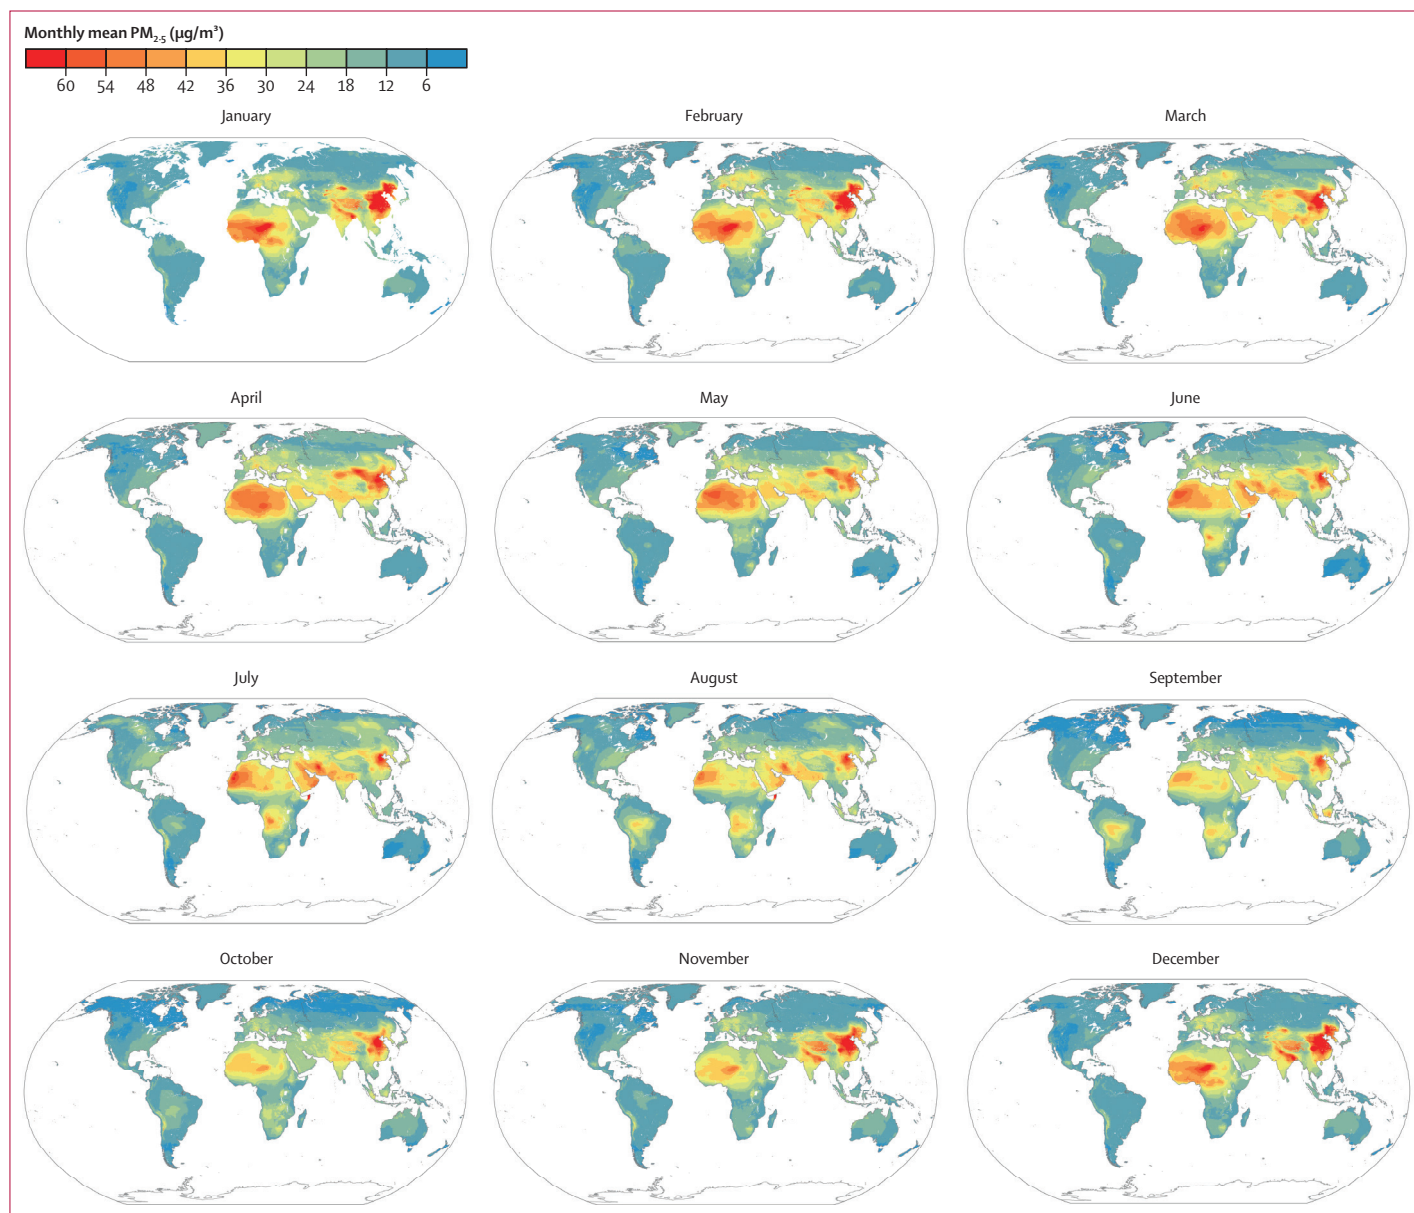 Monthly mean PM2·5 (µg/m³)
60 54 48 42 36 30 24 18 12 6
January February March
April May June
July August September
October November December